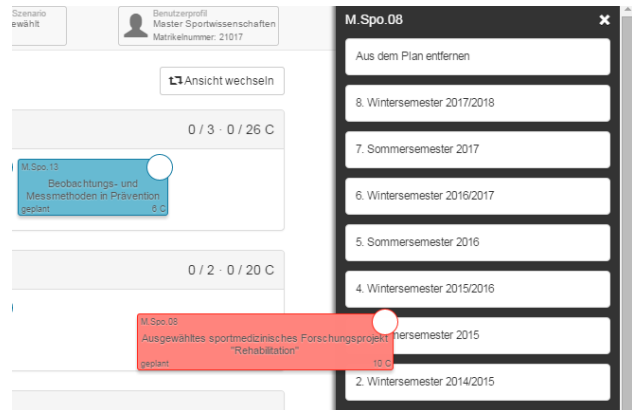 Szenario
ewählt
Benutzerprofil
Master Sportwissenschaften
Matrikelnummer: 21017
Ansicht wechseln
0 / 3 · 0 / 26 C
M.Spo.13
Beobachtungs- und
Messmethoden in Prävention
geplant 6 C
0 / 2 · 0 / 20 C
M.Spo.08
Ausgewähltes sportmedizinisches Forschungsprojekt
"Rehabilitation"
geplant 10 C
M.Spo.08 ×
Aus dem Plan entfernen
8. Wintersemester 2017/2018
7. Sommersemester 2017
6. Wintersemester 2016/2017
5. Sommersemester 2016
4. Wintersemester 2015/2016
mersemester 2015
2. Wintersemester 2014/2015